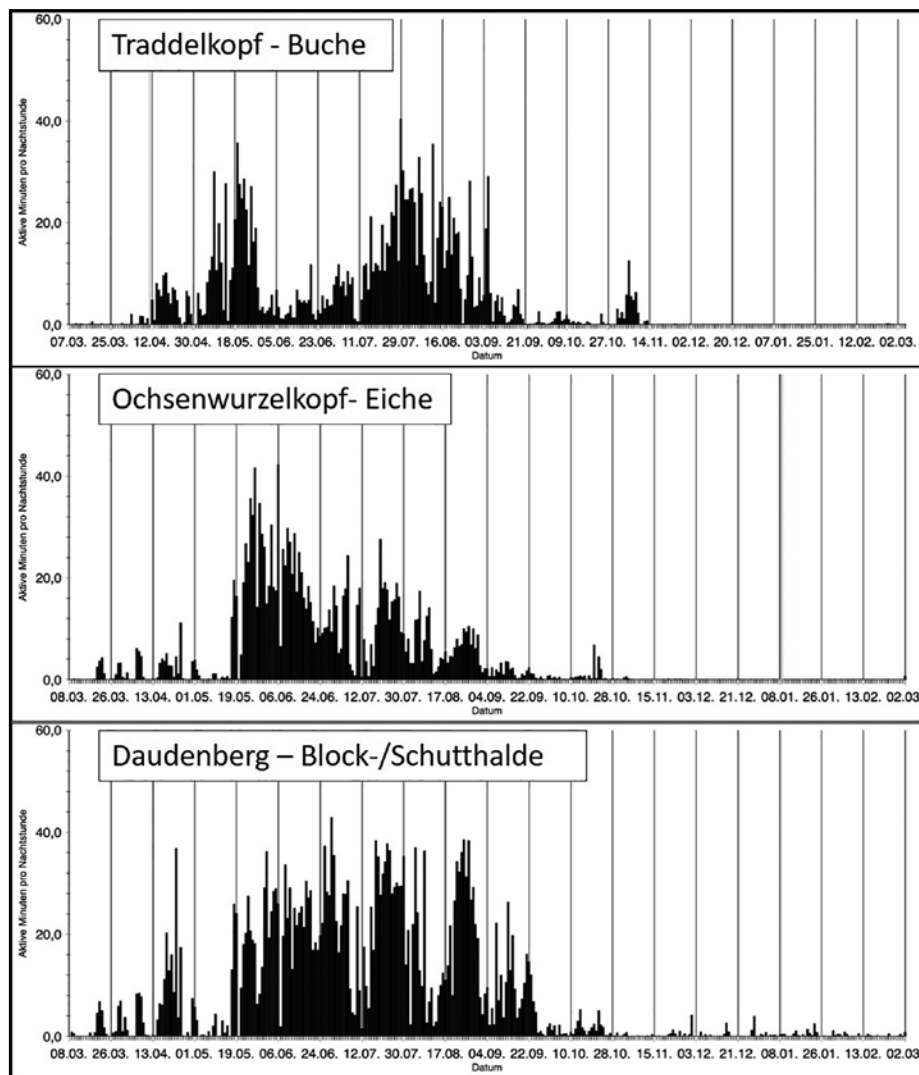 60,0
Traddelkopf - Buche
Aktive Minuten pro Nachtstunde
40,0
20,0
0,0
07.03. 25.03. 12.04. 30.04. 18.05. 05.06. 23.06. 11.07. 29.07. 16.08. 03.09. 21.09. 09.10. 27.10. 14.11. 02.12. 20.12. 07.01. 25.01. 12.02. 02.03.
Datum
60,0
Ochsenwurzelkopf- Eiche
Aktive Minuten pro Nachtstunde
40,0
20,0
0,0
08.03. 26.03. 13.04. 01.05. 19.05. 06.06. 24.06. 12.07. 30.07. 17.08. 04.09. 22.09. 10.10. 28.10. 15.11. 03.12. 21.12. 08.01. 26.01. 13.02. 02.03
Datum
60,0
Daudenberg – Block-/Schutthalde
Aktive Minuten pro Nachtstunde
40,0
20,0
0,0
08.03. 26.03. 13.04. 01.05. 19.05. 06.06. 24.06. 12.07. 30.07. 17.08. 04.09. 22.09. 10.10. 28.10. 15.11. 03.12. 21.12. 08.01. 26.01. 13.02. 02.03
Datum